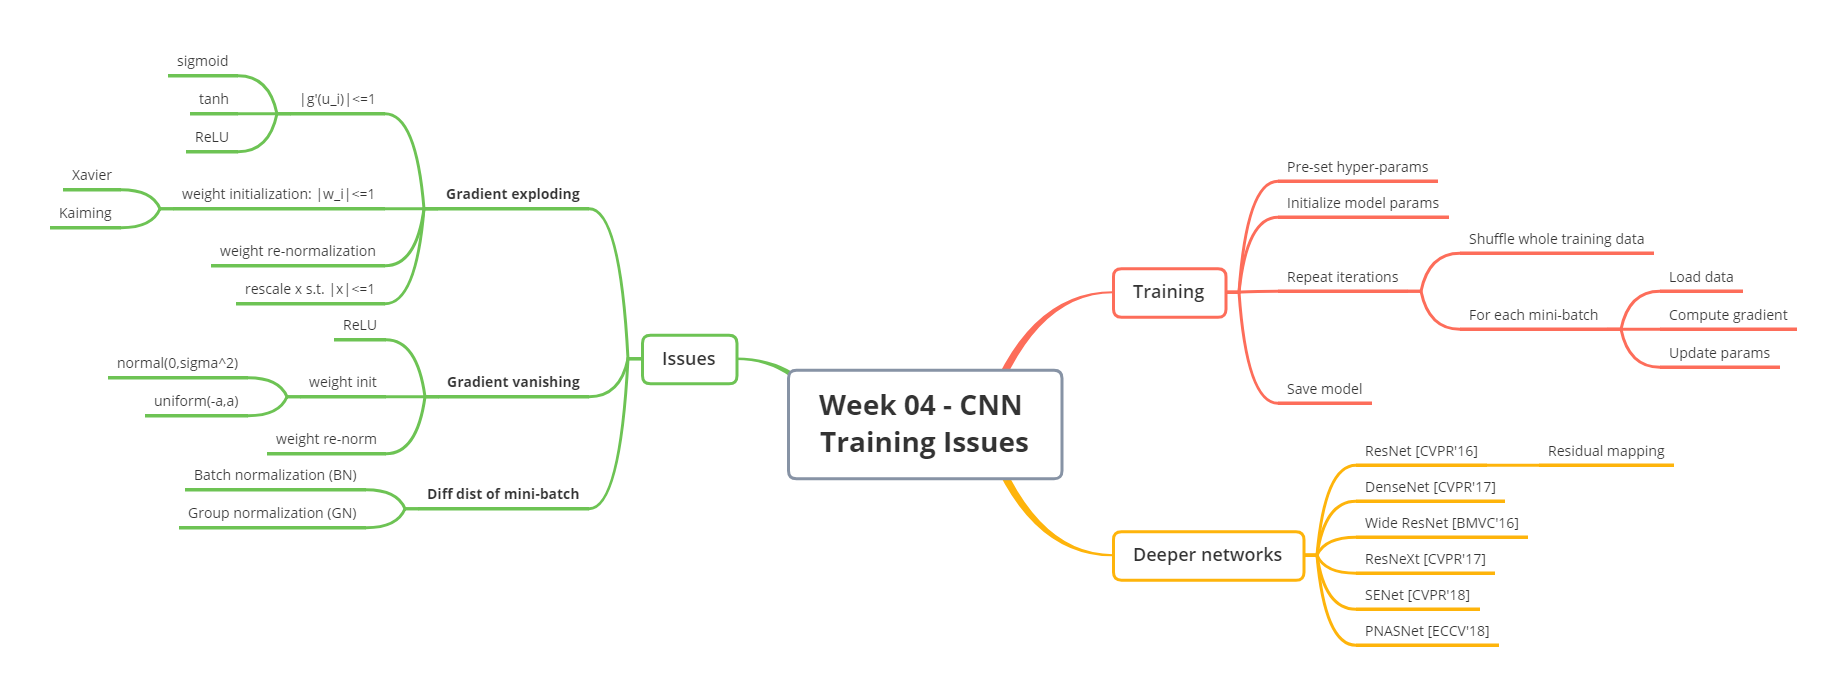 Week 04 - CNN
Training Issues
Training
Pre-set hyper-params
Initialize model params
Repeat iterations
Shuffle whole training data
For each mini-batch
Load data
Compute gradient
Update params
Save model
Deeper networks
ResNet [CVPR'16]
Residual mapping
DenseNet [CVPR'17]
Wide ResNet [BMVC'16]
ResNeXt [CVPR'17]
SENet [CVPR'18]
PNASNet [ECCV'18]
Issues
Gradient exploding
|g'(u_i)|<=1
sigmoid
tanh
ReLU
weight initialization: |w_i|<=1
Xavier
Kaiming
weight re-normalization
rescale x s.t. |x|<=1
Gradient vanishing
ReLU
weight init
normal(0,sigma^2)
uniform(-a,a)
weight re-norm
Diff dist of mini-batch
Batch normalization (BN)
Group normalization (GN)